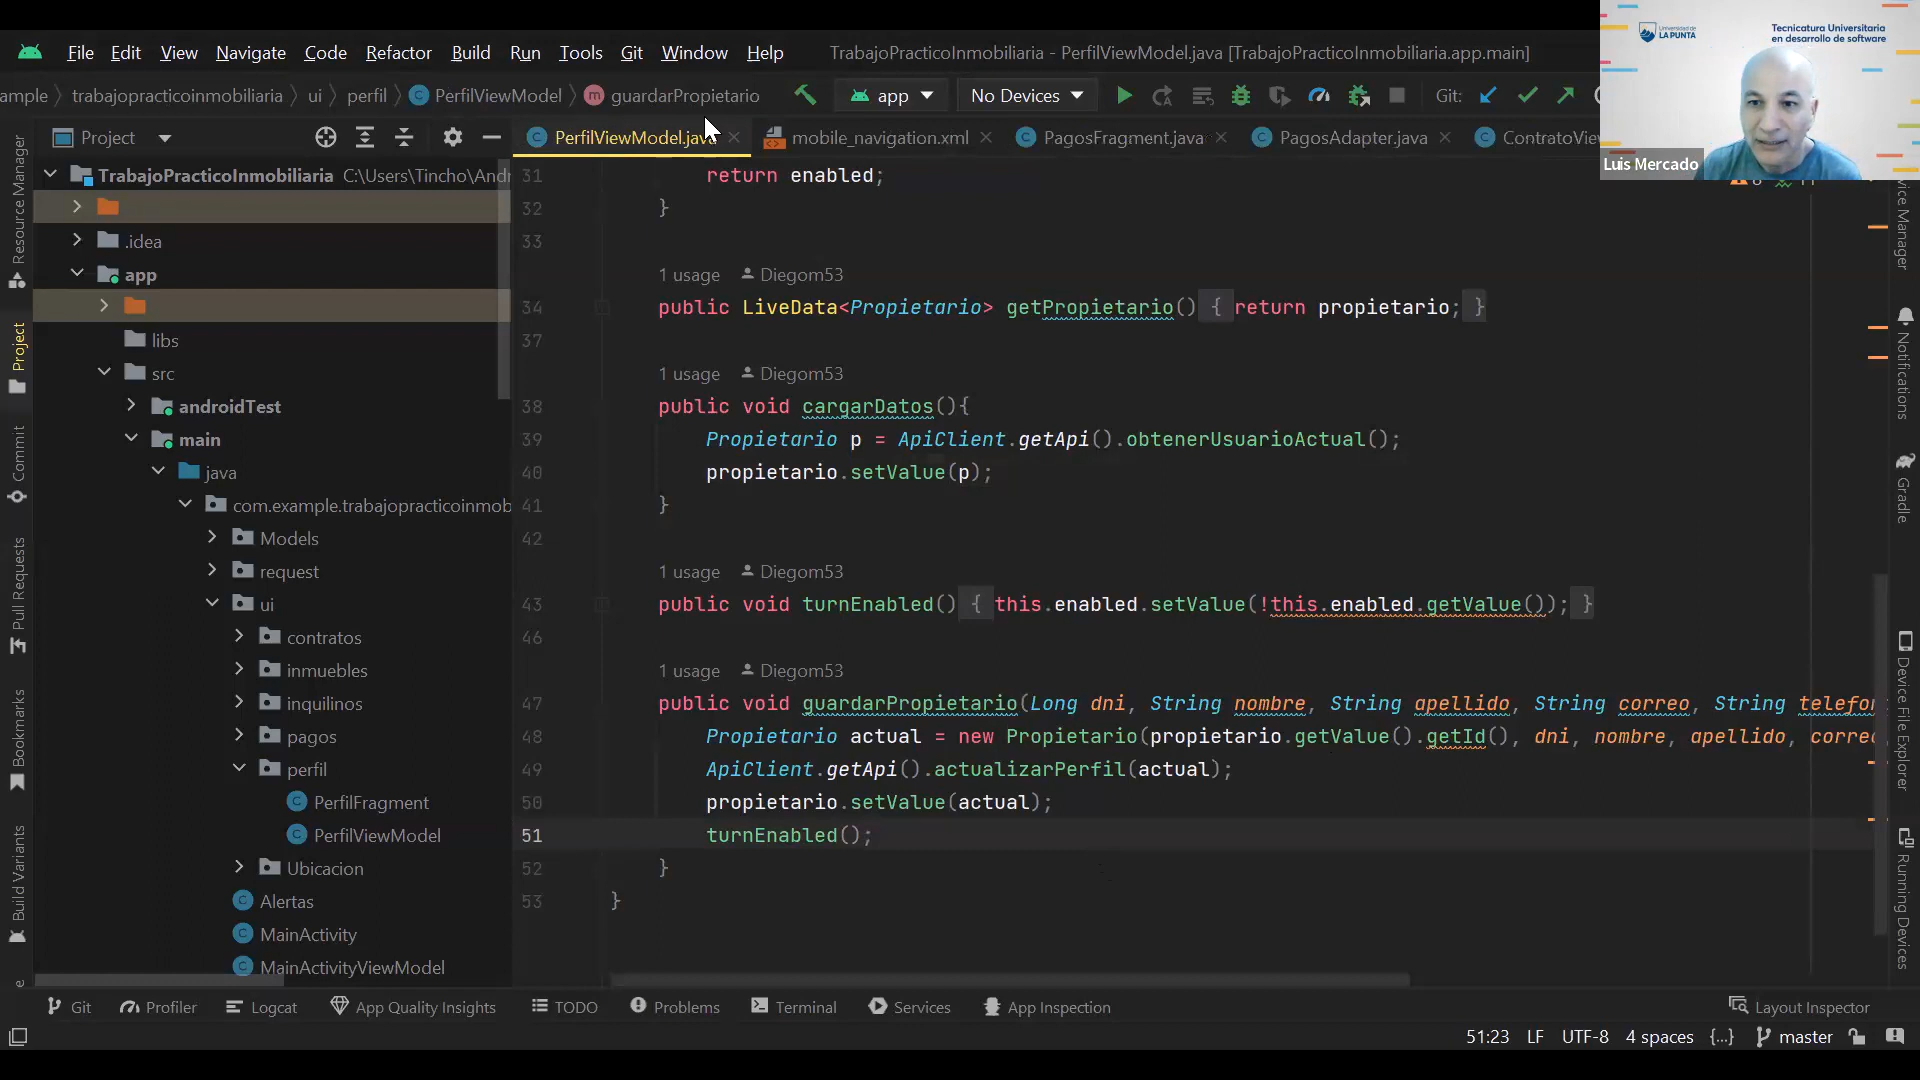 File Edit View Navigate Code Refactor Build Run Tools Git Window Help TrabajoPracticoInmobiliaria - PerfilViewModel.java [TrabajoPracticoInmobiliaria.app.main]
Universidad de LA PUNTA
Tecnicatura Universitaria
en desarrollo de software
Luis Mercado
ample trabajopracticoinmobiliaria ui perfil PerfilViewModel guardarPropietario app No Devices Git:
Project PerfilViewModel.java mobile_navigation.xml PagosFragment.java PagosAdapter.java ContratoVie
TrabajoPracticoInmobiliaria C:\Users\Tincho\Andr
.idea
app
libs
src
androidTest
main
java
com.example.trabajopracticoinmob
Models
request
ui
contratos
inmuebles
inquilinos
pagos
perfil
PerfilFragment
PerfilViewModel
Ubicacion
Alertas
MainActivity
MainActivityViewModel
31 return enabled;
32 }
33
1 usage Diegom53
34 public LiveData<Propietario> getPropietario() { return propietario; }
37
1 usage Diegom53
38 public void cargarDatos(){
39 Propietario p = ApiClient.getApi().obtenerUsuarioActual();
40 propietario.setValue(p);
41 }
42
1 usage Diegom53
43 public void turnEnabled() { this.enabled.setValue(!this.enabled.getValue()); }
46
1 usage Diegom53
47 public void guardarPropietario(Long dni, String nombre, String apellido, String correo, String telefon
48 Propietario actual = new Propietario(propietario.getValue().getId(), dni, nombre, apellido, corre
49 ApiClient.getApi().actualizarPerfil(actual);
50 propietario.setValue(actual);
51 turnEnabled();
52 }
53 }
Resource Manager
Project
Commit
Pull Requests
Bookmarks
Build Variants
vice Manager
Notifications
Gradle
Device File Explorer
Running Devices
Git Profiler Logcat App Quality Insights TODO Problems Terminal Services App Inspection Layout Inspector
51:23 LF UTF-8 4 spaces {...} master